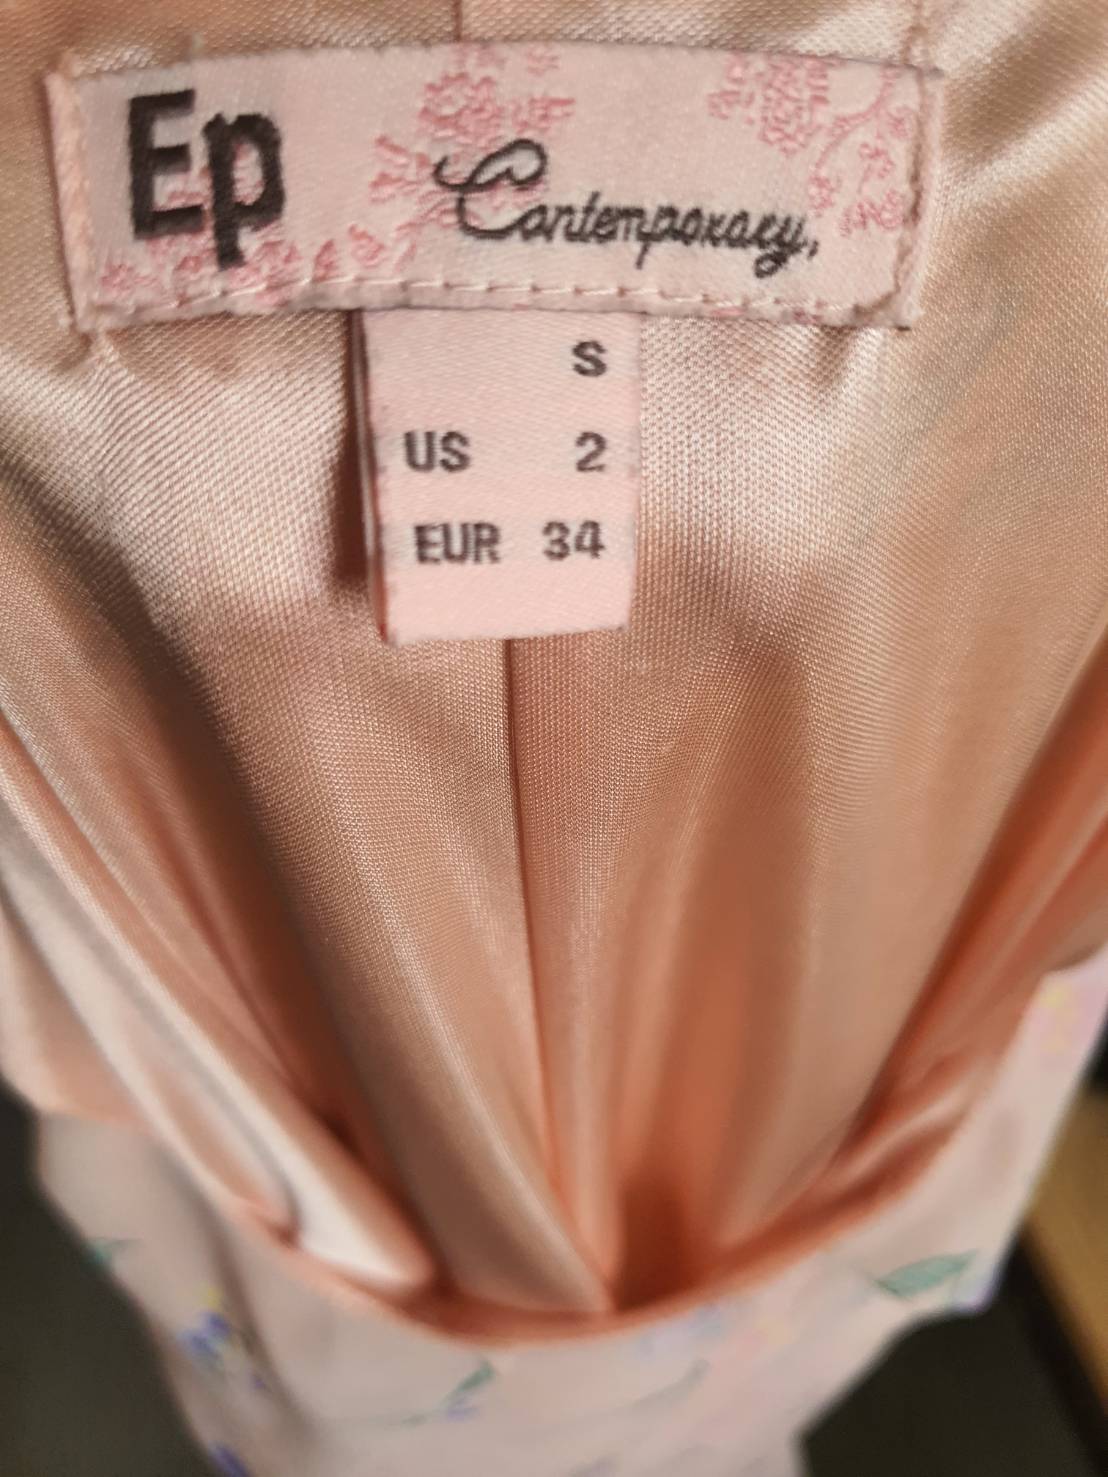 Ep Contemporary,
S
US 2
EUR 34